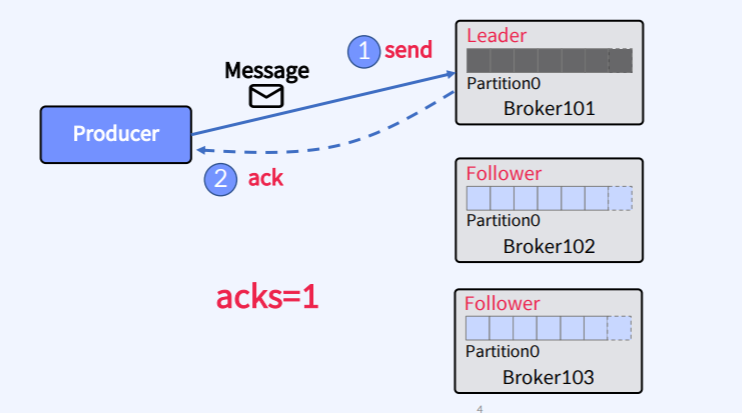 1 send
Message
Producer
2 ack
acks=1
Leader
Partition0
Broker101
Follower
Partition0
Broker102
Follower
Partition0
Broker103
4